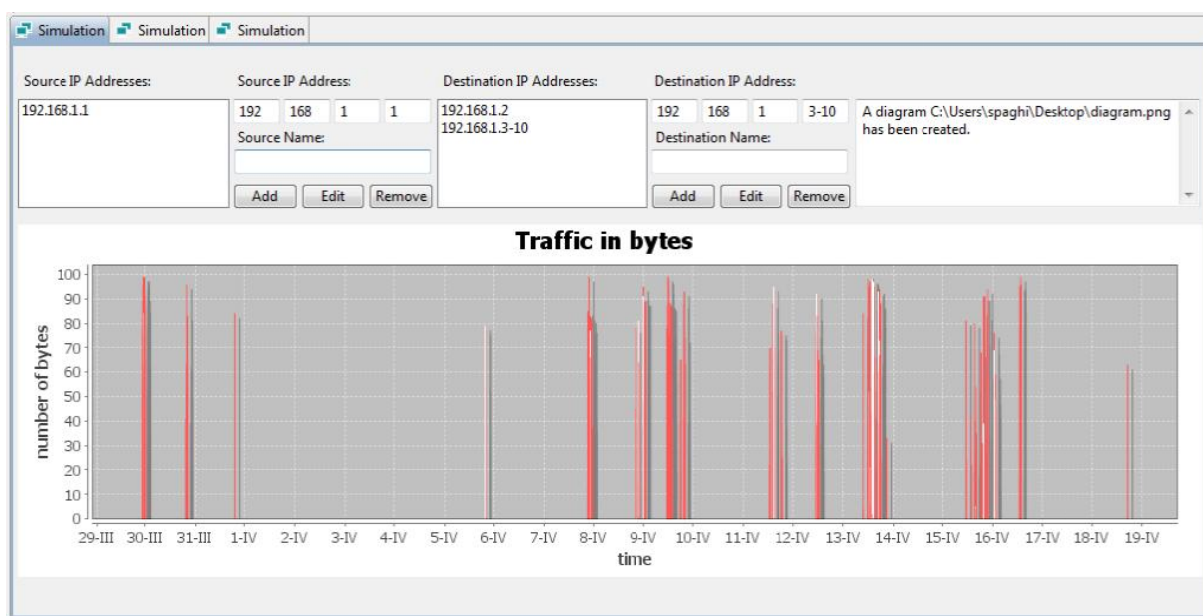 Simulation
Simulation
Simulation
Source IP Addresses:
192.168.1.1
Source IP Address:
192 168 1 1
Source Name:
Add Edit Remove
Destination IP Addresses:
192.168.1.2
192.168.1.3-10
Destination IP Address:
192 168 1 3-10
Destination Name:
Add Edit Remove
A diagram C:\Users\spaghi\Desktop\diagram.png
has been created.
Traffic in bytes
number of bytes
100
90
80
70
60
50
40
30
20
10
0
29-III 30-III 31-III 1-IV 2-IV 3-IV 4-IV 5-IV 6-IV 7-IV 8-IV 9-IV 10-IV 11-IV 12-IV 13-IV 14-IV 15-IV 16-IV 17-IV 18-IV 19-IV
time